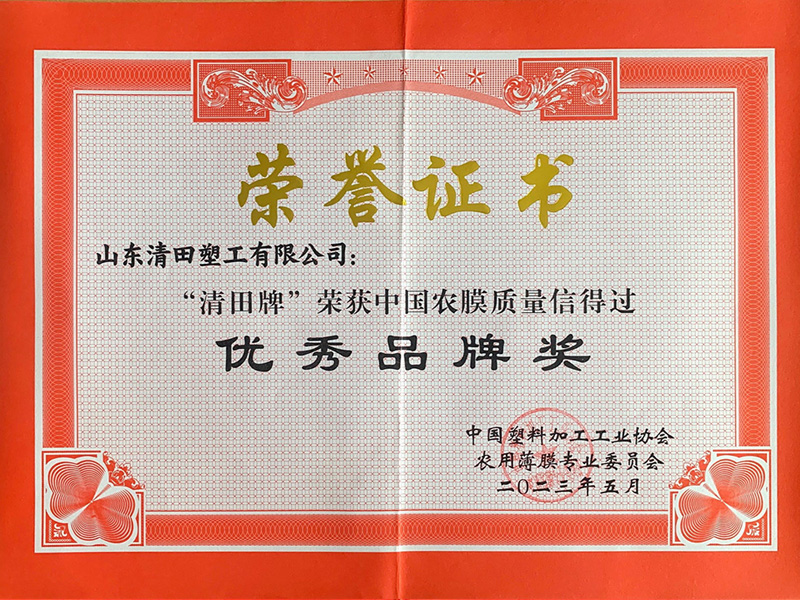 荣誉证书
山东清田塑工有限公司：
“清田牌”荣获中国农膜质量信得过
优秀品牌奖
中国塑料加工工业协会
农用薄膜专业委员会
二〇二三年五月